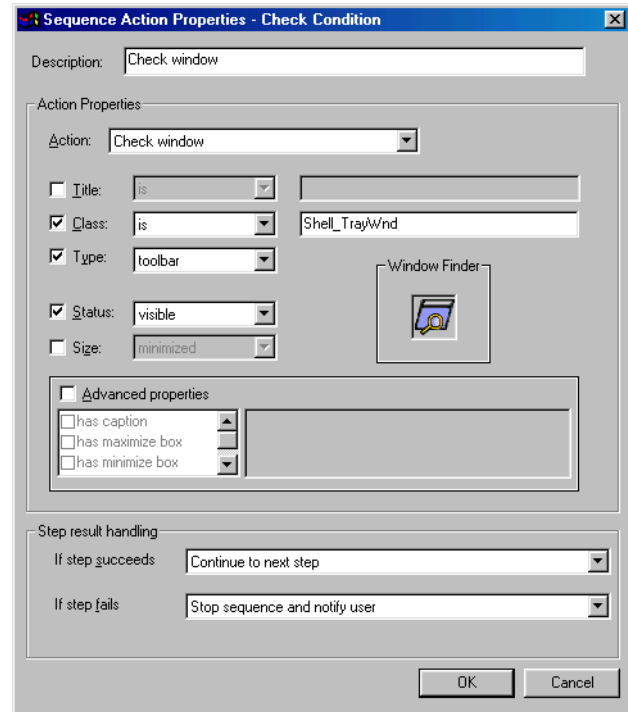 Sequence Action Properties - Check Condition
Description: Check window
Action Properties
Action: Check window
Title: is
Class: is Shell_TrayWnd
Type: toolbar
Window Finder
Status: visible
Size: minimized
Advanced properties
has caption
has maximize box
has minimize box
Step result handling
If step succeeds Continue to next step
If step fails Stop sequence and notify user
OK Cancel